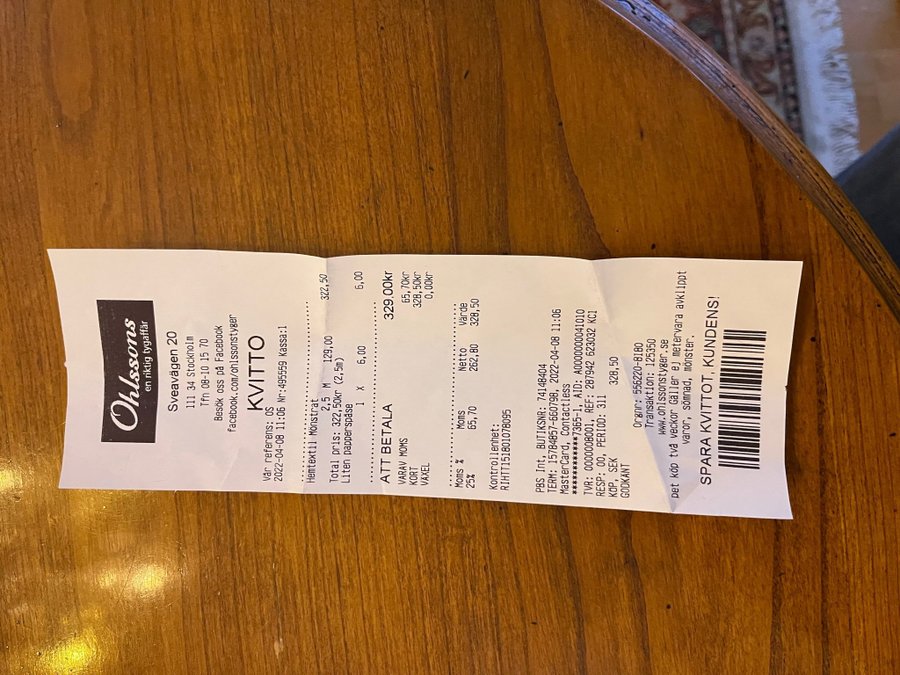 Ohlssons
en riktig tygaffär
Sveavägen 20
111 34 Stockholm
Tfn 08-10 15 70
Besök oss på Facebook
facebook.com/ohlssonstyger
KVITTO
Vår referens: OS
2022-04-08 11:06 Nr:495559 Kassa:1
Hemtextil Mönstrat 322,50
2,5 M 129,00
Total pris: 322,50kr (2,5m)
Liten papperspåse
1 X 6,00 6,00
ATT BETALA 329.00kr
VARAV MOMS 65,70kr
KORT 328,50kr
VÄXEL 0,00kr
Moms % Moms Netto Värde
25% 65,70 262,80 328,50
Kontrollenhet:
RIHTT1518D1078095
PBS Int, BUTIKSNR: 74148404
TERM: 15784857-660798, 2022-04-08 11:06
MasterCard, Contactless
************7365-1, AID: A0000000041010
TVR: 0000008001, REF: 287942 623032 KC1
RESP: 00, PERIOD: 311
KÖP, SEK 328,50
GODKÄNT
Orgnr: 556220-8180
Transaktion: 125350
www.ohlssonstyger.se
pet köp två veckor Gäller ej metervara avklippt
varor, sömnad, mönster.
SPARA KVITTOT, KUNDENS!